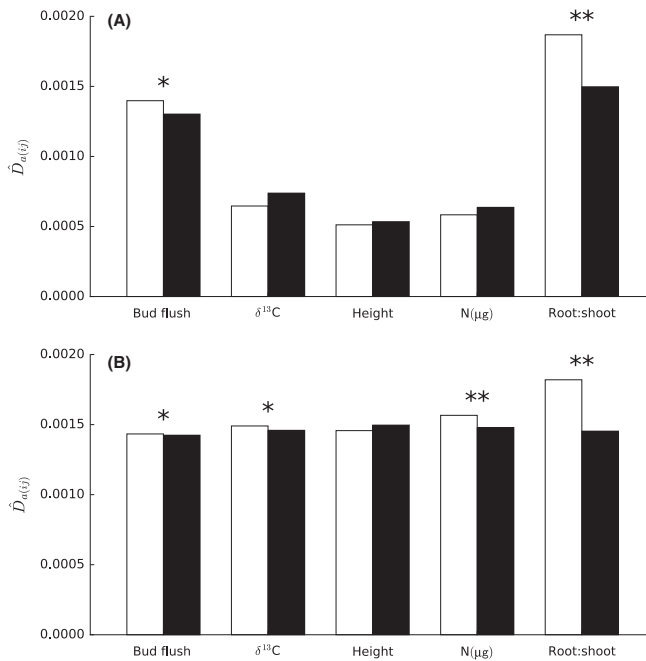 (A)
0.0020
0.0015
0.0010
0.0005
0.0000
D̂a(ij)
*
**
Bud flush δ¹³C Height N(μg) Root:shoot
(B)
0.0020
0.0015
0.0010
0.0005
0.0000
D̂a(ij)
*
*
**
**
Bud flush δ¹³C Height N(μg) Root:shoot